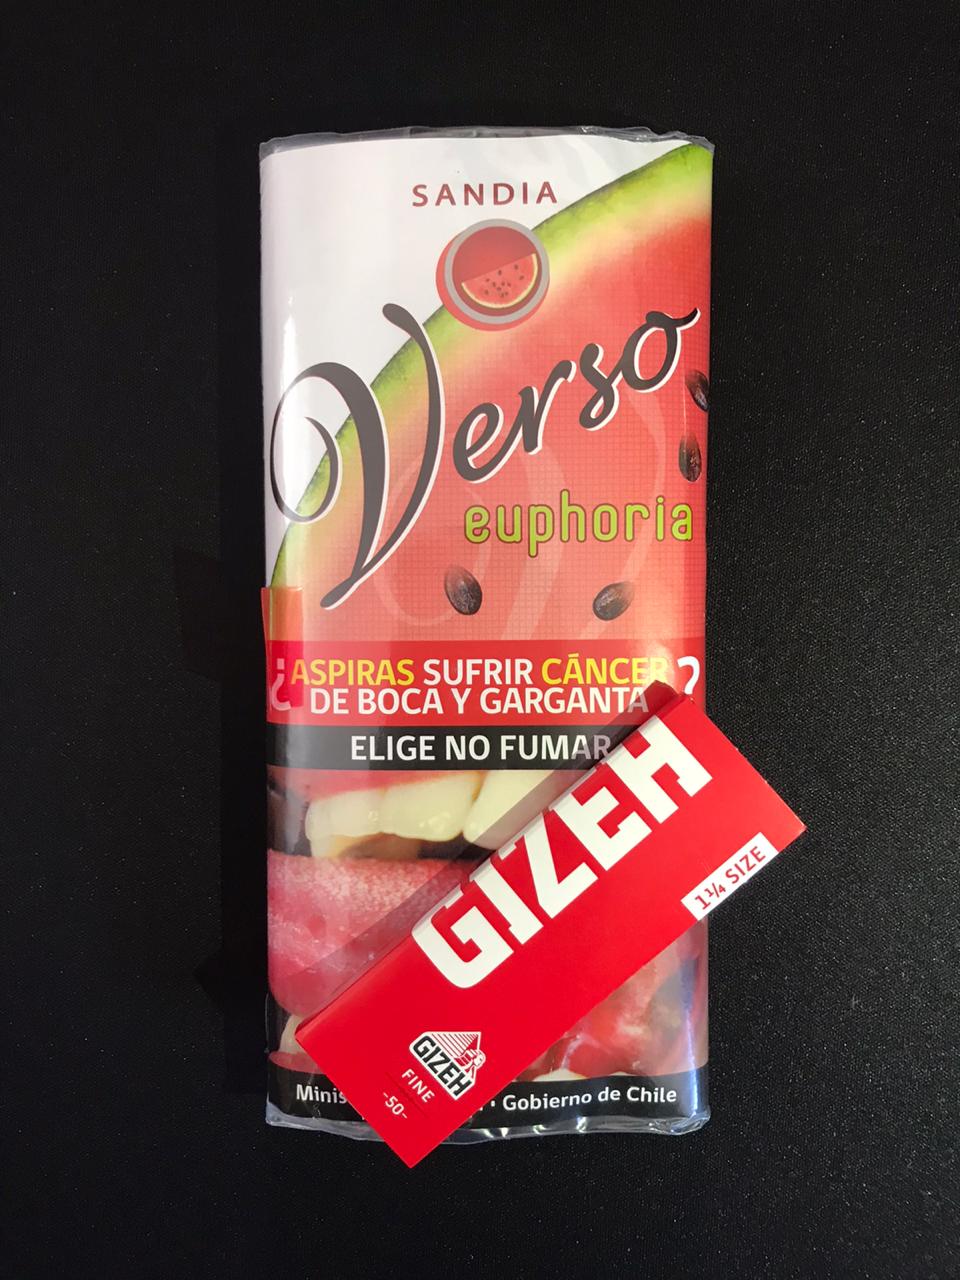 SANDIA
Verso
euphoria
¿ASPIRAS SUFRIR CÁNCER
DE BOCA Y GARGANTA?
ELIGE NO FUMAR
GIZEH
1¼ SIZE
GIZEH
FINE
-50-
Gobierno de Chile